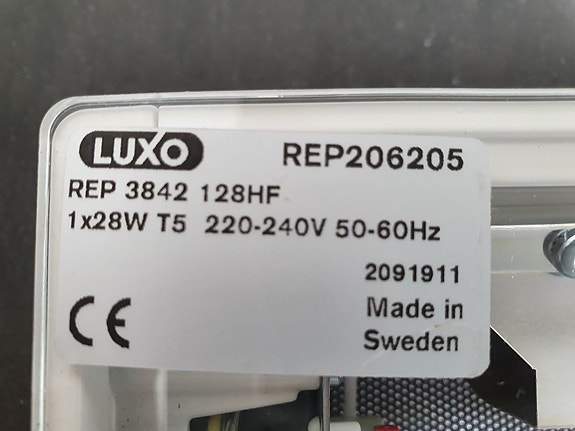 LUXO REP206205
REP 3842 128HF
1x28W T5 220-240V 50-60Hz
2091911
CE Made in
Sweden